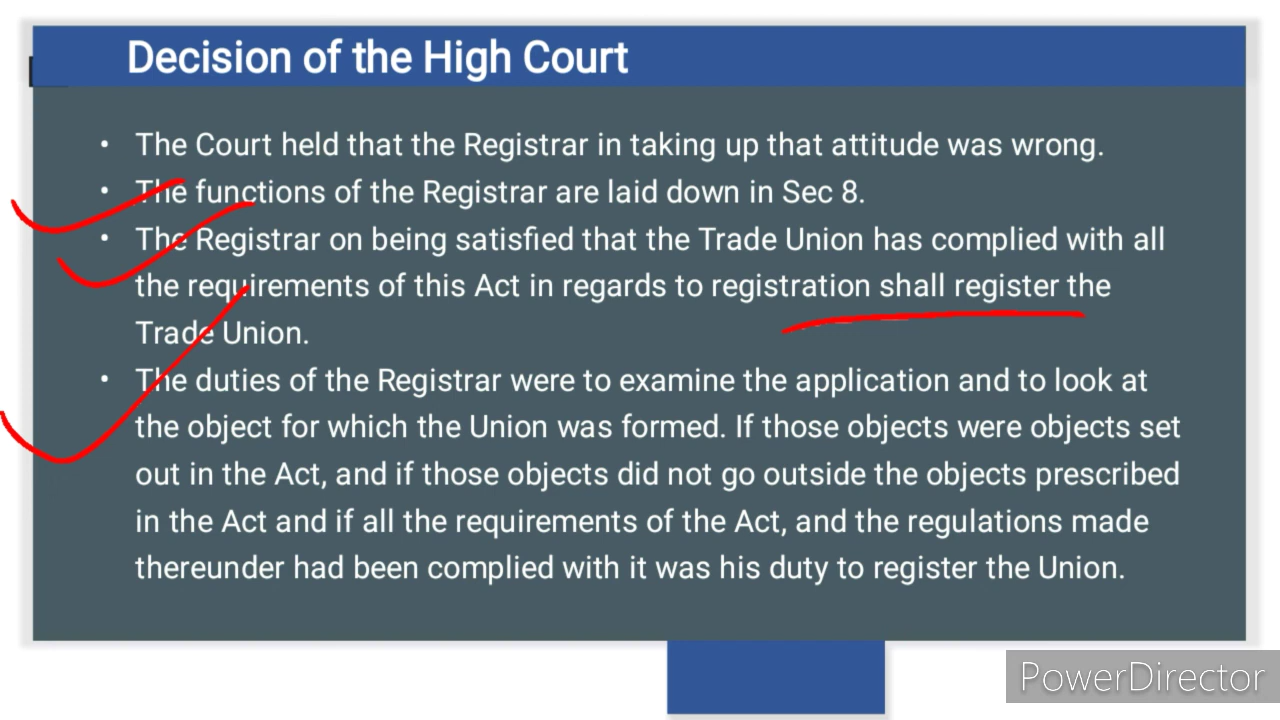 Decision of the High Court
• The Court held that the Registrar in taking up that attitude was wrong.
• The functions of the Registrar are laid down in Sec 8.
• The Registrar on being satisfied that the Trade Union has complied with all
the requirements of this Act in regards to registration shall register the
Trade Union.
• The duties of the Registrar were to examine the application and to look at
the object for which the Union was formed. If those objects were objects set
out in the Act, and if those objects did not go outside the objects prescribed
in the Act and if all the requirements of the Act, and the regulations made
thereunder had been complied with it was his duty to register the Union.
PowerDirector